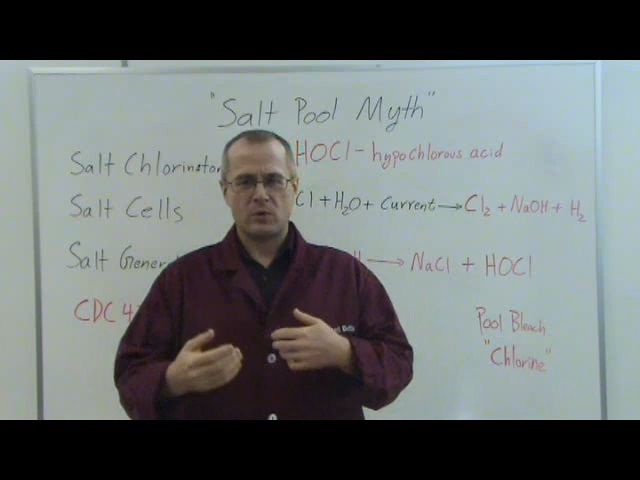 "Salt Pool Myth"
Salt Chlorinator
HOCl - hypochlorous acid
Salt Cells
Cl + H₂O + Current → Cl₂ + NaOH + H₂
Salt
→ NaCl + HOCl
CDC
Pool Bleach
"Chlorine"